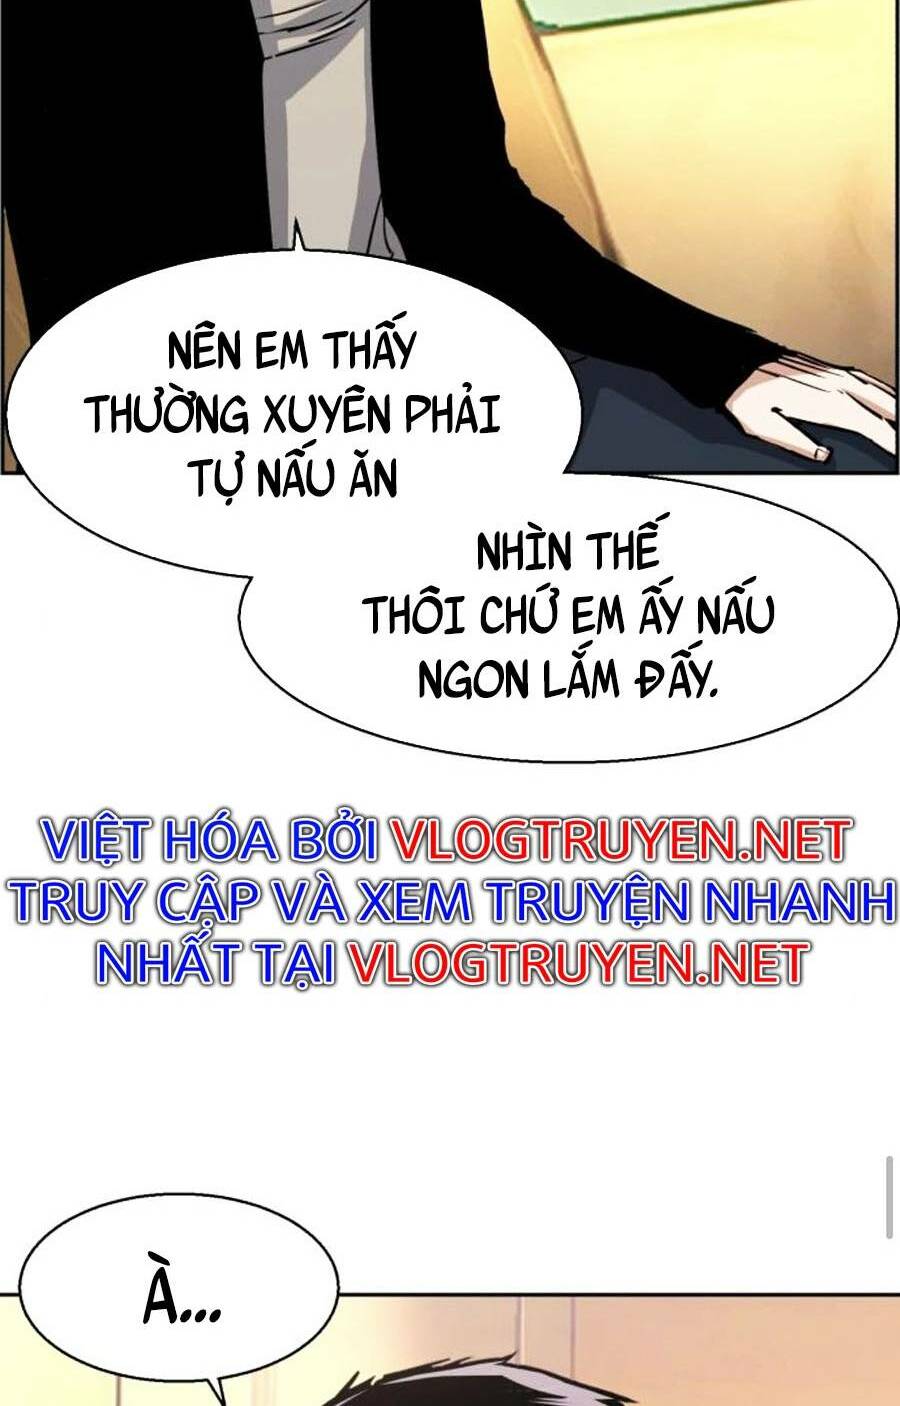 NÊN EM THẤY
THƯỜNG XUYÊN PHẢI
TỰ NẤU ĂN
NHÌN THẾ
THÔI CHỨ EM ẤY NẤU
NGON LẮM ĐẤY.
VIỆT HÓA BỞI VLOGTRUYEN.NET
TRUY CẬP VÀ XEM TRUYỆN NHANH
NHẤT TẠI VLOGTRUYEN.NET
À...